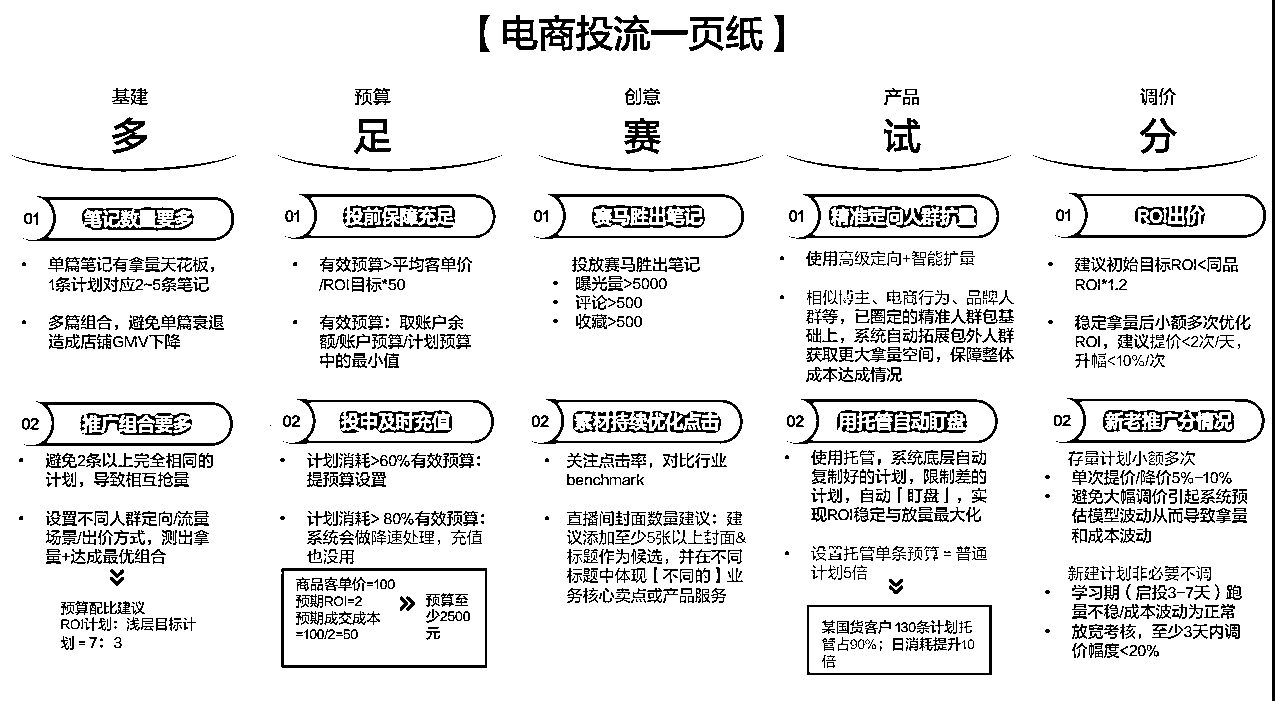 【电商投流一页纸】
基建
多
01 笔记数量要多
• 单篇笔记有拿量天花板，
1条计划对应2~5条笔记
• 多篇组合，避免单篇衰退
造成店铺GMV下降
02 推广组合要多
• 避免2条以上完全相同的
计划，导致相互抢量
• 设置不同人群定向/流量
场景/出价方式，测出拿
量+达成最优组合
预算配比建议
ROI计划：浅层目标计
划 = 7：3
预算
足
01 投前保障充足
• 有效预算>平均客单价
/ROI目标*50
• 有效预算：取账户余
额/账户预算/计划预算
中的最小值
02 投中及时充值
• 计划消耗>60%有效预算：
提预算设置
• 计划消耗> 80%有效预算：
系统会做降速处理，充值
也没用
商品客单价=100
预期ROI=2
预期成交成本
=100/2=50
预算至
少2500
元
创意
赛
01 赛马胜出笔记
投放赛马胜出笔记
• 曝光量>5000
• 评论>500
• 收藏>500
02 素材持续优化点击
• 关注点击率，对比行业
benchmark
• 直播间封面数量建议：建
议添加至少5张以上封面&
标题作为候选，并在不同
标题中体现【不同的】业
务核心卖点或产品服务
产品
试
01 精准定向人群扩量
• 使用高级定向+智能扩量
• 相似博主、电商行为、品牌人
群等，已圈定的精准人群包基
础上，系统自动拓展包外人群
获取更大拿量空间，保障整体
成本达成情况
02 用托管自动盯盘
• 使用托管，系统底层自动
复制好的计划，限制差的
计划，自动「盯盘」，实
现ROI稳定与放量最大化
• 设置托管单条预算 = 普通
计划5倍
某国货客户 130条计划托
管占90%；日消耗提升10
倍
调价
分
01 ROI出价
• 建议初始目标ROI<同品
ROI*1.2
• 稳定拿量后小额多次优化
ROI，建议提价<2次/天，
升幅<10%/次
02 新老推广分情况
存量计划小额多次
• 单次提价/降价5%-10%
• 避免大幅调价引起系统预
估模型波动从而导致拿量
和成本波动
新建计划非必要不调
• 学习期（启投3-7天）跑
量不稳/成本波动为正常
• 放宽考核，至少3天内调
价幅度<20%